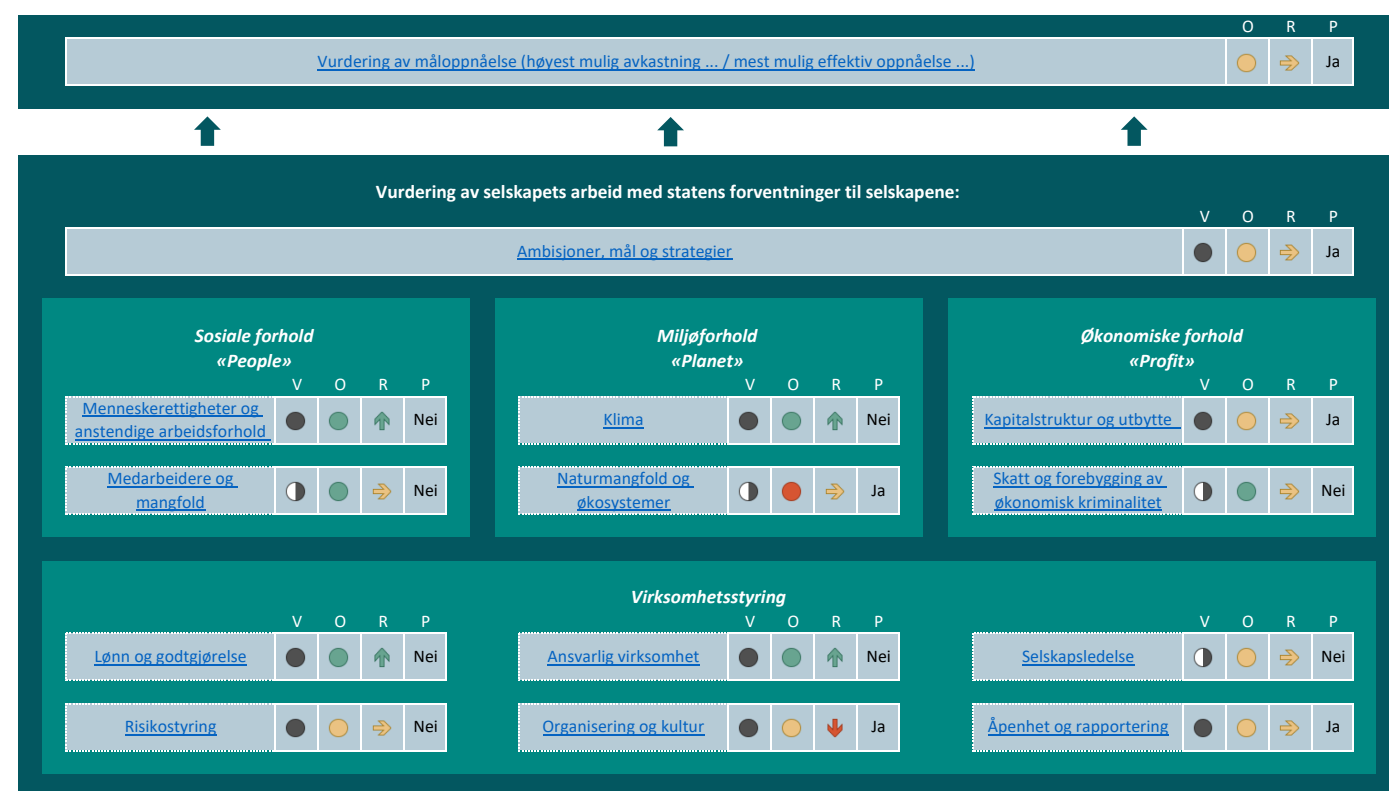 O R P
Vurdering av måloppnåelse (høyest mulig avkastning ... / mest mulig effektiv oppnåelse ...) Ja
Vurdering av selskapets arbeid med statens forventninger til selskapene:
V O R P
Ambisjoner, mål og strategier Ja
Sosiale forhold
«People»
V O R P
Menneskerettigheter og
anstendige arbeidsforhold Nei
Medarbeidere og
mangfold Nei
Miljøforhold
«Planet»
V O R P
Klima Nei
Naturmangfold og
økosystemer Ja
Økonomiske forhold
«Profit»
V O R P
Kapitalstruktur og utbytte Ja
Skatt og forebygging av
økonomisk kriminalitet Nei
Virksomhetsstyring
V O R P V O R P V O R P
Lønn og godtgjørelse Nei Ansvarlig virksomhet Nei Selskapsledelse Nei
Risikostyring Nei Organisering og kultur Ja Åpenhet og rapportering Ja